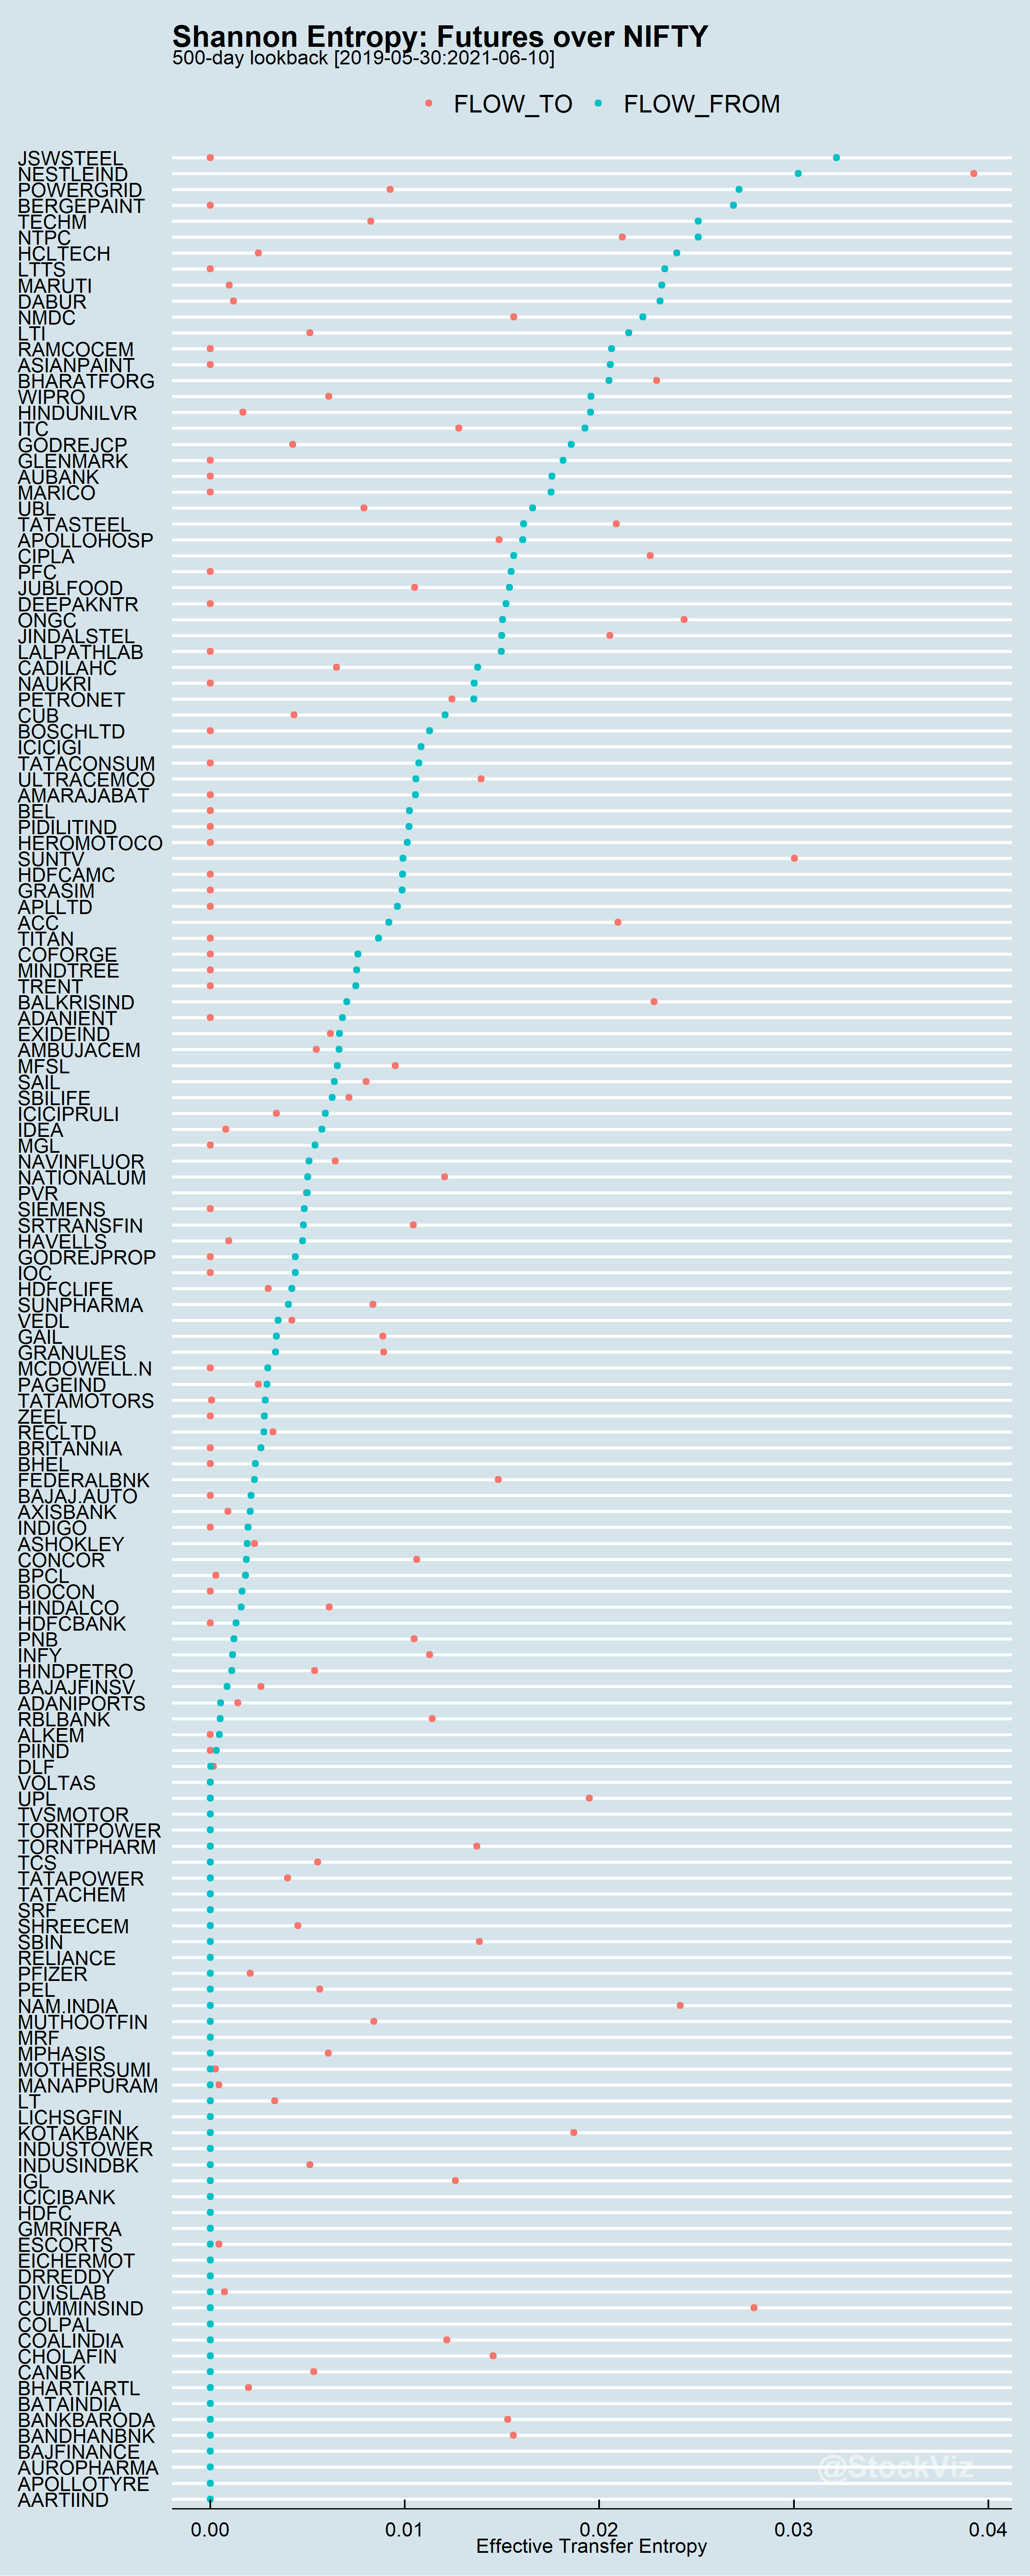 Shannon Entropy: Futures over NIFTY
500-day lookback [2019-05-30:2021-06-10]
FLOW_TO FLOW_FROM
JSWSTEEL
NESTLEIND
POWERGRID
BERGEPAINT
TECHM
NTPC
HCLTECH
LTTS
MARUTI
DABUR
NMDC
LTI
RAMCOCEM
ASIANPAINT
BHARATFORG
WIPRO
HINDUNILVR
ITC
GODREJCP
GLENMARK
AUBANK
MARICO
UBL
TATASTEEL
APOLLOHOSP
CIPLA
PFC
JUBLFOOD
DEEPAKNTR
ONGC
JINDALSTEL
LALPATHLAB
CADILAHC
NAUKRI
PETRONET
CUB
BOSCHLTD
ICICIGI
TATACONSUM
ULTRACEMCO
AMARAJABAT
BEL
PIDILITIND
HEROMOTOCO
SUNTV
HDFCAMC
GRASIM
APLLTD
ACC
TITAN
COFORGE
MINDTREE
TRENT
BALKRISIND
ADANIENT
EXIDEIND
AMBUJACEM
MFSL
SAIL
SBILIFE
ICICIPRULI
IDEA
MGL
NAVINFLUOR
NATIONALUM
PVR
SIEMENS
SRTRANSFIN
HAVELLS
GODREJPROP
IOC
HDFCLIFE
SUNPHARMA
VEDL
GAIL
GRANULES
MCDOWELL.N
PAGEIND
TATAMOTORS
ZEEL
RECLTD
BRITANNIA
BHEL
FEDERALBNK
BAJAJ.AUTO
AXISBANK
INDIGO
ASHOKLEY
CONCOR
BPCL
BIOCON
HINDALCO
HDFCBANK
PNB
INFY
HINDPETRO
BAJAJFINSV
ADANIPORTS
RBLBANK
ALKEM
PIIND
DLF
VOLTAS
UPL
TVSMOTOR
TORNTPOWER
TORNTPHARM
TCS
TATAPOWER
TATACHEM
SRF
SHREECEM
SBIN
RELIANCE
PFIZER
PEL
NAM.INDIA
MUTHOOTFIN
MRF
MPHASIS
MOTHERSUMI
MANAPPURAM
LT
LICHSGFIN
KOTAKBANK
INDUSTOWER
INDUSINDBK
IGL
ICICIBANK
HDFC
GMRINFRA
ESCORTS
EICHERMOT
DRREDDY
DIVISLAB
CUMMINSIND
COLPAL
COALINDIA
CHOLAFIN
CANBK
BHARTIARTL
BATAINDIA
BANKBARODA
BANDHANBNK
BAJFINANCE
AUROPHARMA
APOLLOTYRE
AARTIIND
@StockViz
0.00 0.01 0.02 0.03 0.04
Effective Transfer Entropy